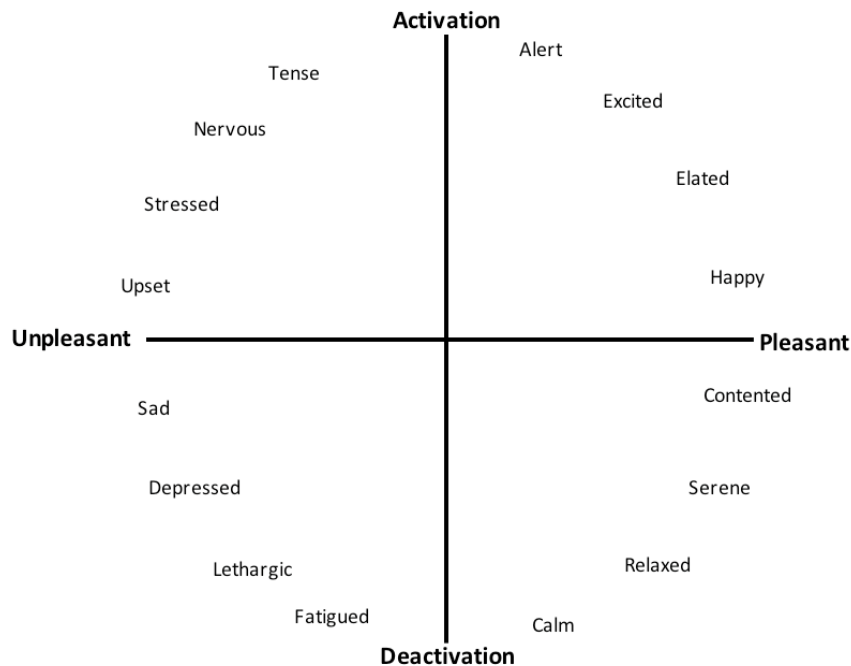 Activation
Alert
Tense
Excited
Nervous
Elated
Stressed
Happy
Upset
Unpleasant
Pleasant
Contented
Sad
Depressed
Serene
Relaxed
Lethargic
Fatigued
Calm
Deactivation